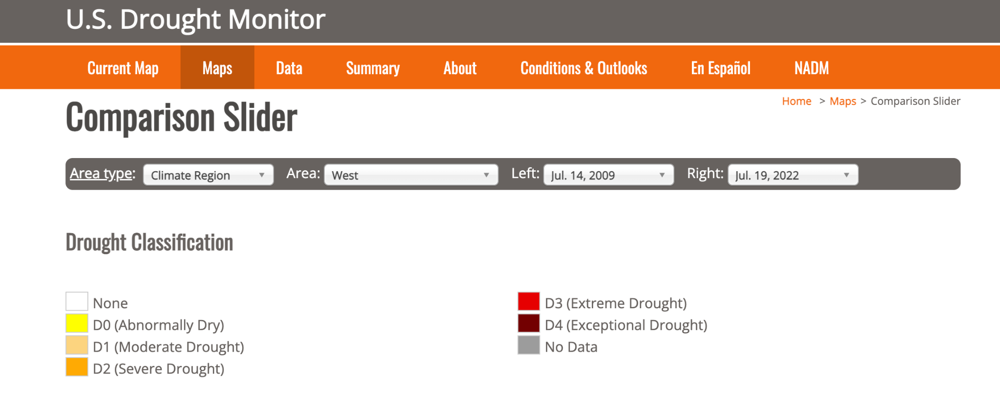 U.S. Drought Monitor
Current Map Maps Data Summary About Conditions & Outlooks En Español NADM
Home > Maps > Comparison Slider
Comparison Slider
Area type: Climate Region Area: West Left: Jul. 14, 2009 Right: Jul. 19, 2022
Drought Classification
None
D0 (Abnormally Dry)
D1 (Moderate Drought)
D2 (Severe Drought)
D3 (Extreme Drought)
D4 (Exceptional Drought)
No Data